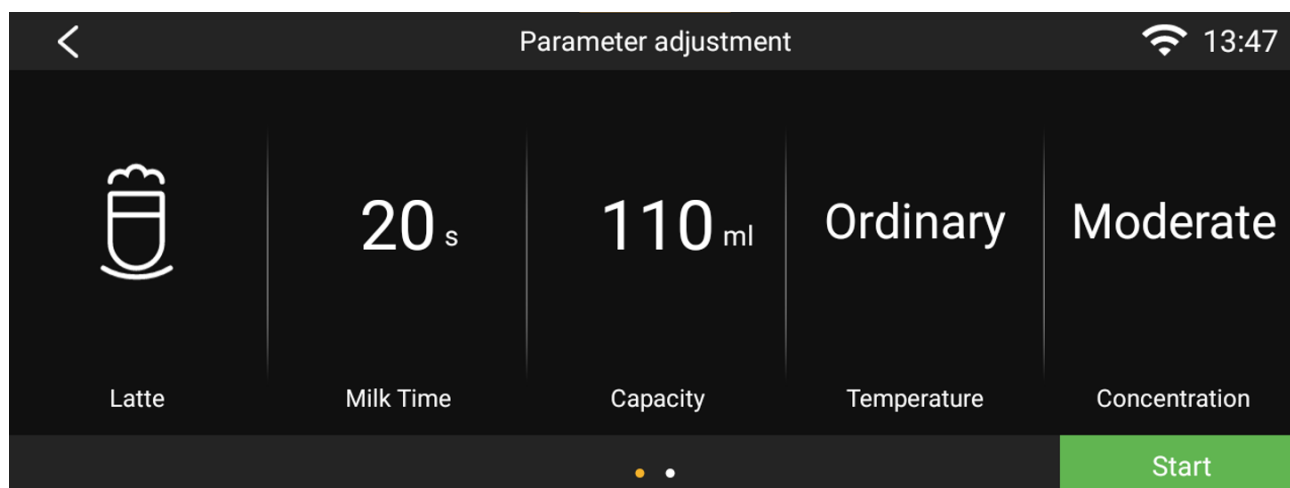 Parameter adjustment 13:47
20 s 110 ml Ordinary Moderate
Latte Milk Time Capacity Temperature Concentration
Start